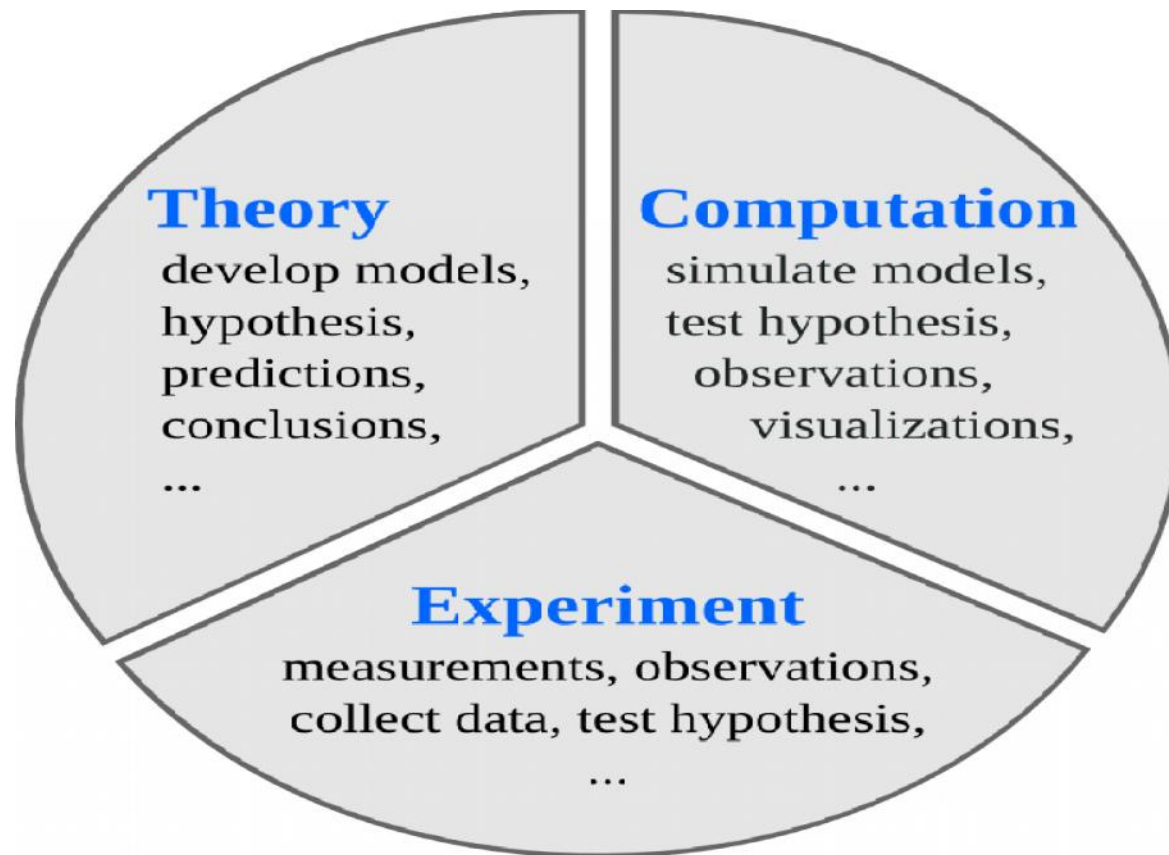 Theory
develop models,
hypothesis,
predictions,
conclusions,
...
Computation
simulate models,
test hypothesis,
observations,
visualizations,
...
Experiment
measurements, observations,
collect data, test hypothesis,
...